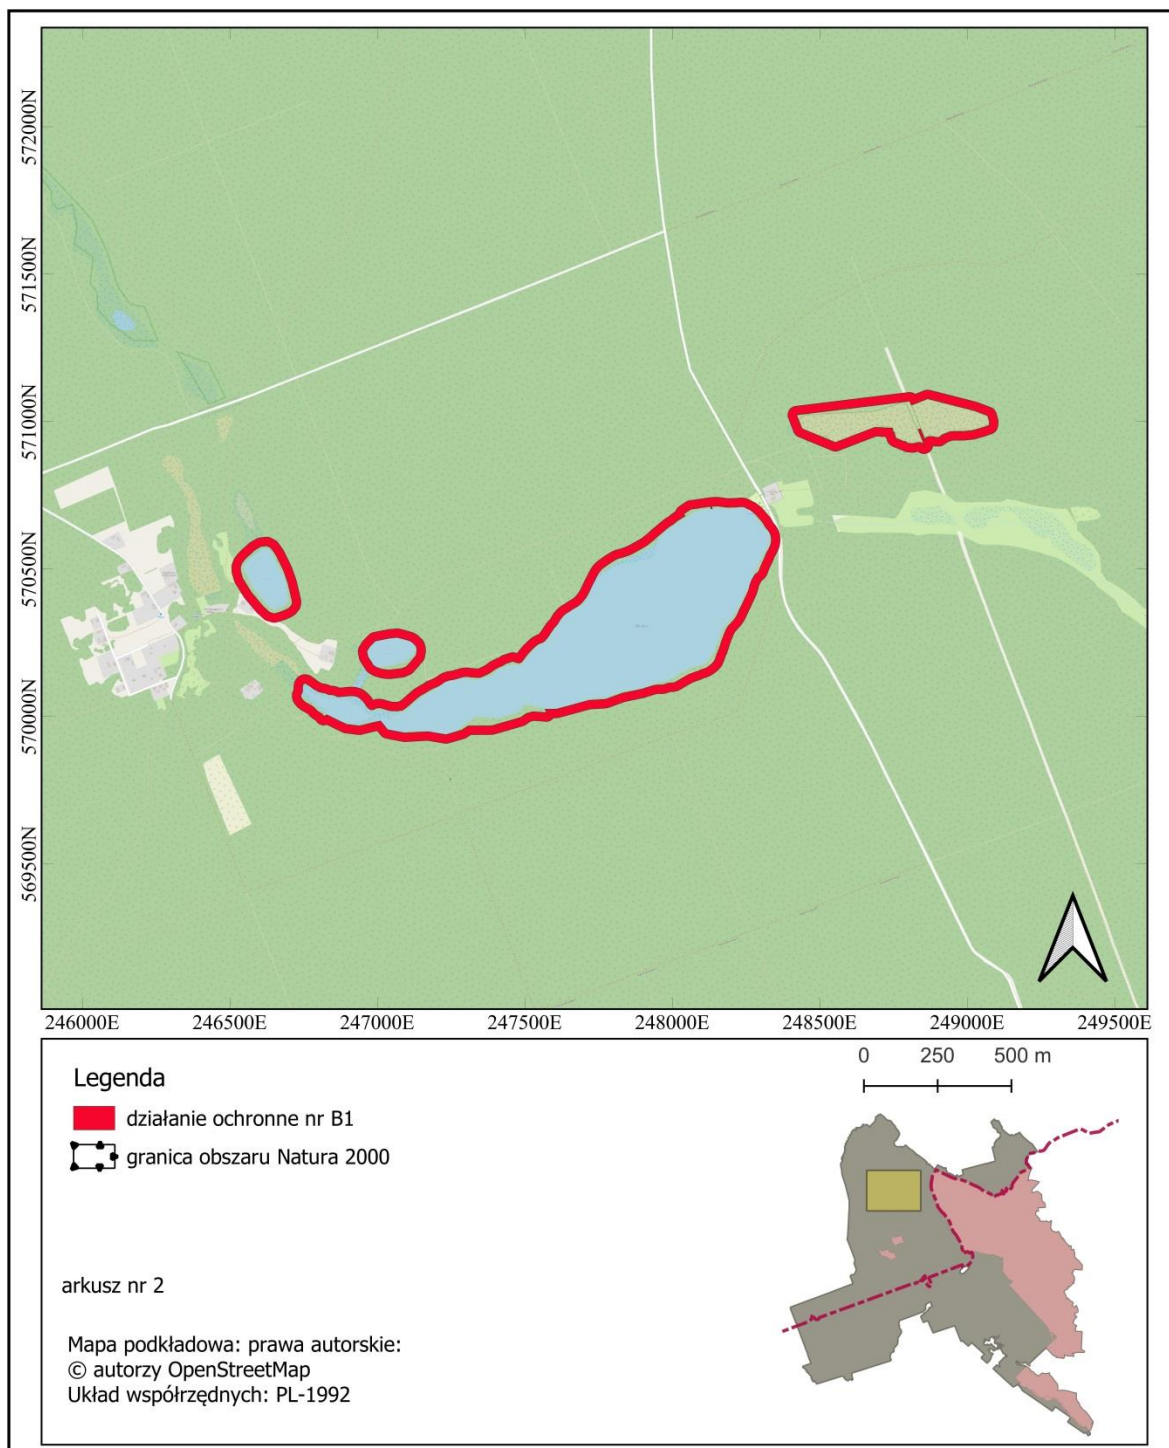 572000N
571500N
571000N
570500N
570000N
569500N
246000E 246500E 247000E 247500E 248000E 248500E 249000E 249500E
Legenda
działanie ochronne nr B1
granica obszaru Natura 2000
0 250 500 m
arkusz nr 2
Mapa podkładowa: prawa autorskie:
© autorzy OpenStreetMap
Układ współrzędnych: PL-1992